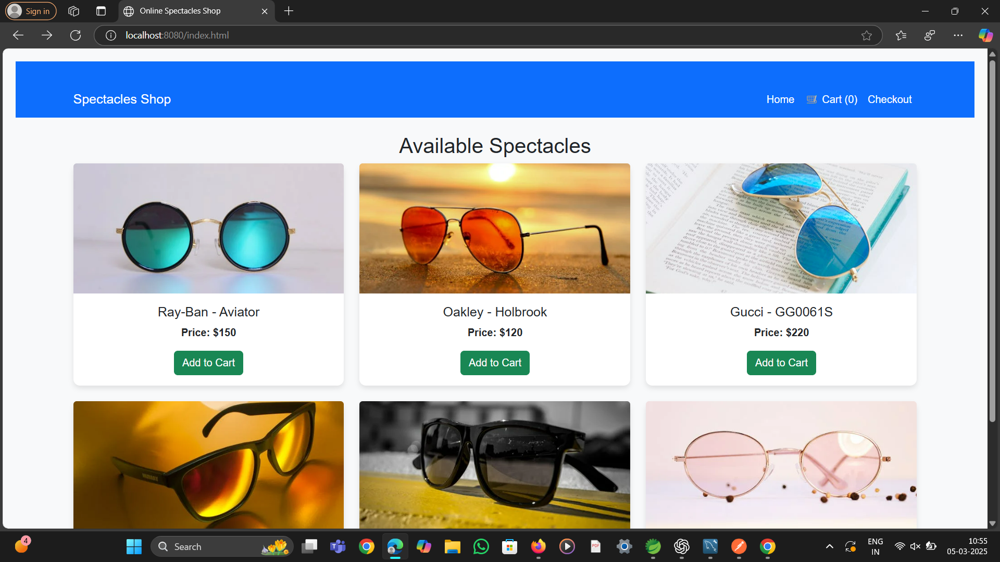 Sign in
Online Spectacles Shop
localhost:8080/index.html
Spectacles Shop
Home
Cart (0)
Checkout
Available Spectacles
Ray-Ban - Aviator
Price: $150
Add to Cart
Oakley - Holbrook
Price: $120
Add to Cart
Gucci - GG0061S
Price: $220
Add to Cart
4
Search
T
PDF
ENG
IN
10:55
05-03-2025